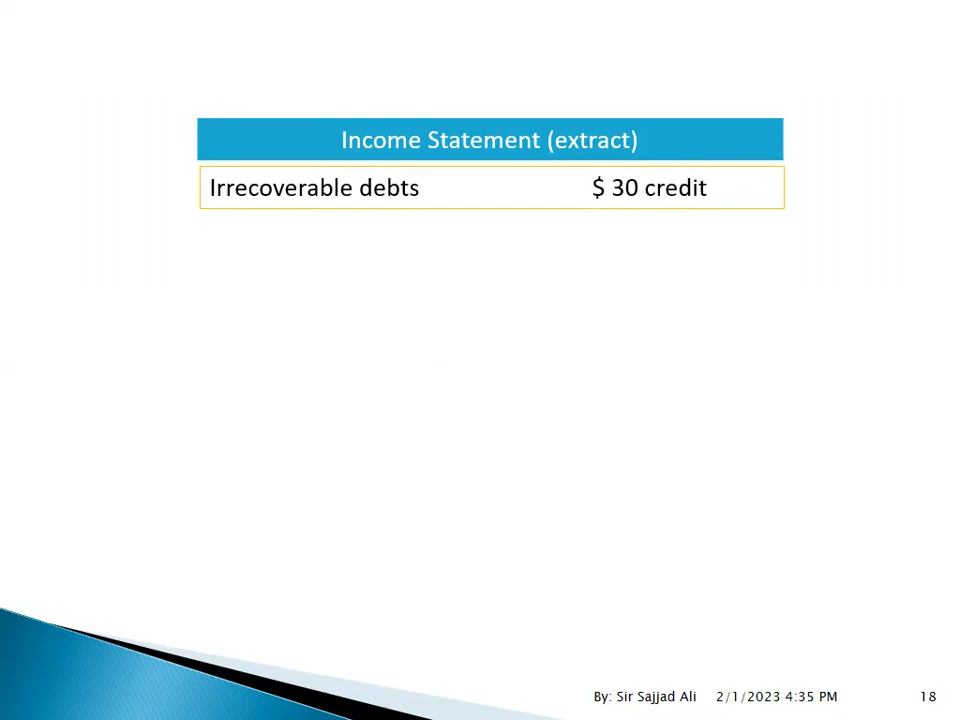 Income Statement (extract)
Irrecoverable debts $ 30 credit
By: Sir Sajjad Ali 2/1/2023 4:35 PM 18